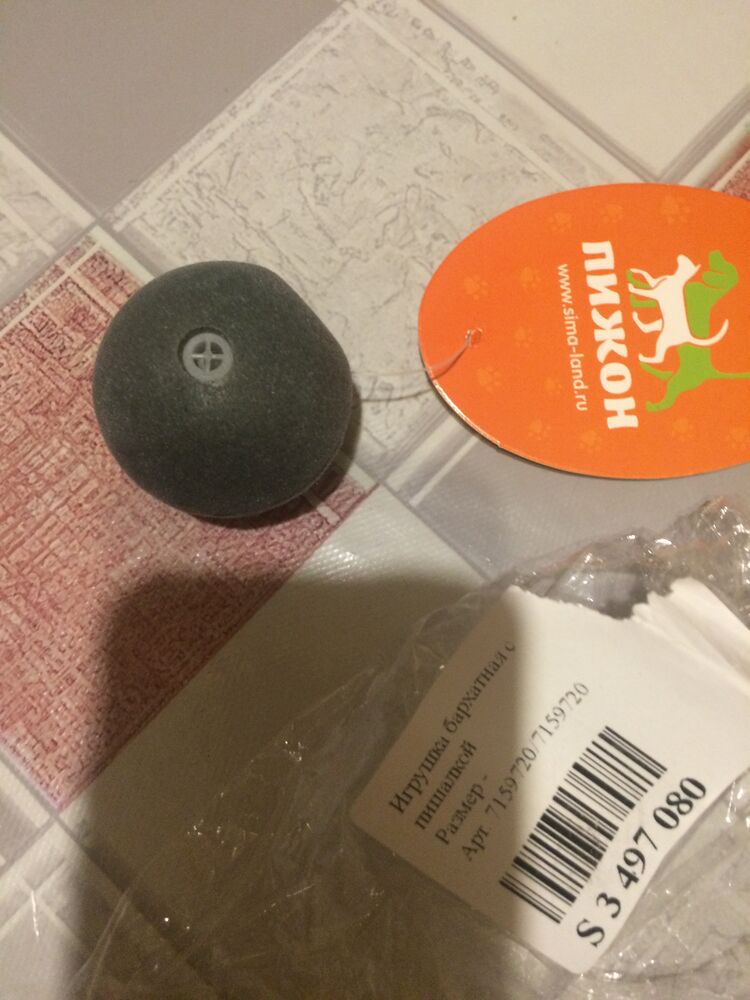 ПИЖОН
www.sima-land.ru
Игрушка бархатная с
пищалкой
Размер -
Арт. 7159720/7159720
S 3 497 080